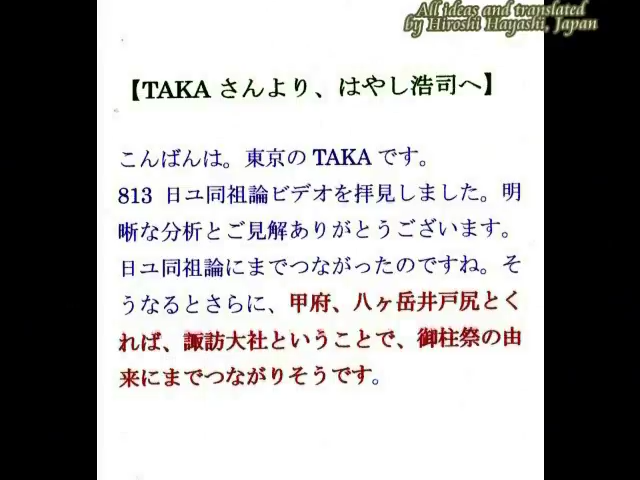 All ideas and translated
by Hiroshi Hayashi, Japan
【TAKA さんより、はやし浩司へ】
こんばんは。東京の TAKA です。
813 日ユ同祖論ビデオを拝見しました。明
晰な分析とご見解ありがとうございます。
日ユ同祖論にまでつながったのですね。そ
うなるとさらに、甲府、八ヶ岳井戸尻とく
れば、諏訪大社ということで、御柱祭の由
来にまでつながりそうです。